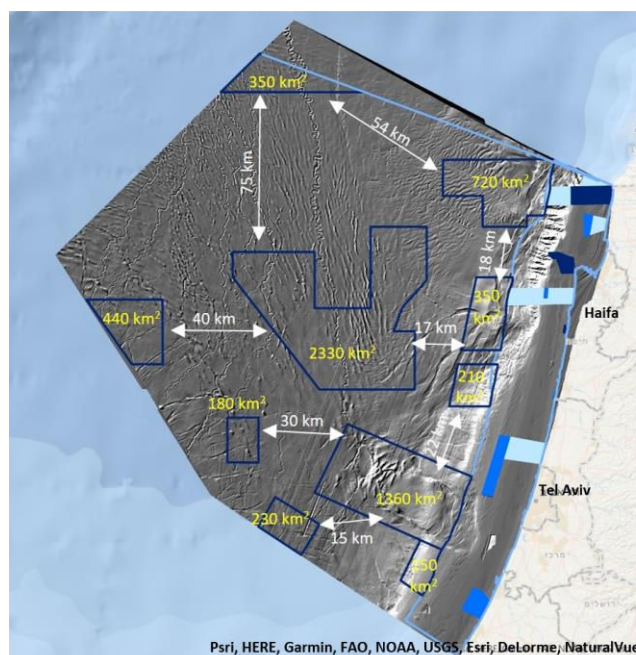 350 km²
54 km
75 km
720 km²
18 km
350
km²
Haifa
440 km²
40 km
17 km
2330 km²
210
km²
180 km²
30 km
1360 km²
Tel Aviv
230 km²
15 km
km²
Psri, HERE, Garmin, FAO, NOAA, USGS, Esri, DeLorme, NaturalVue